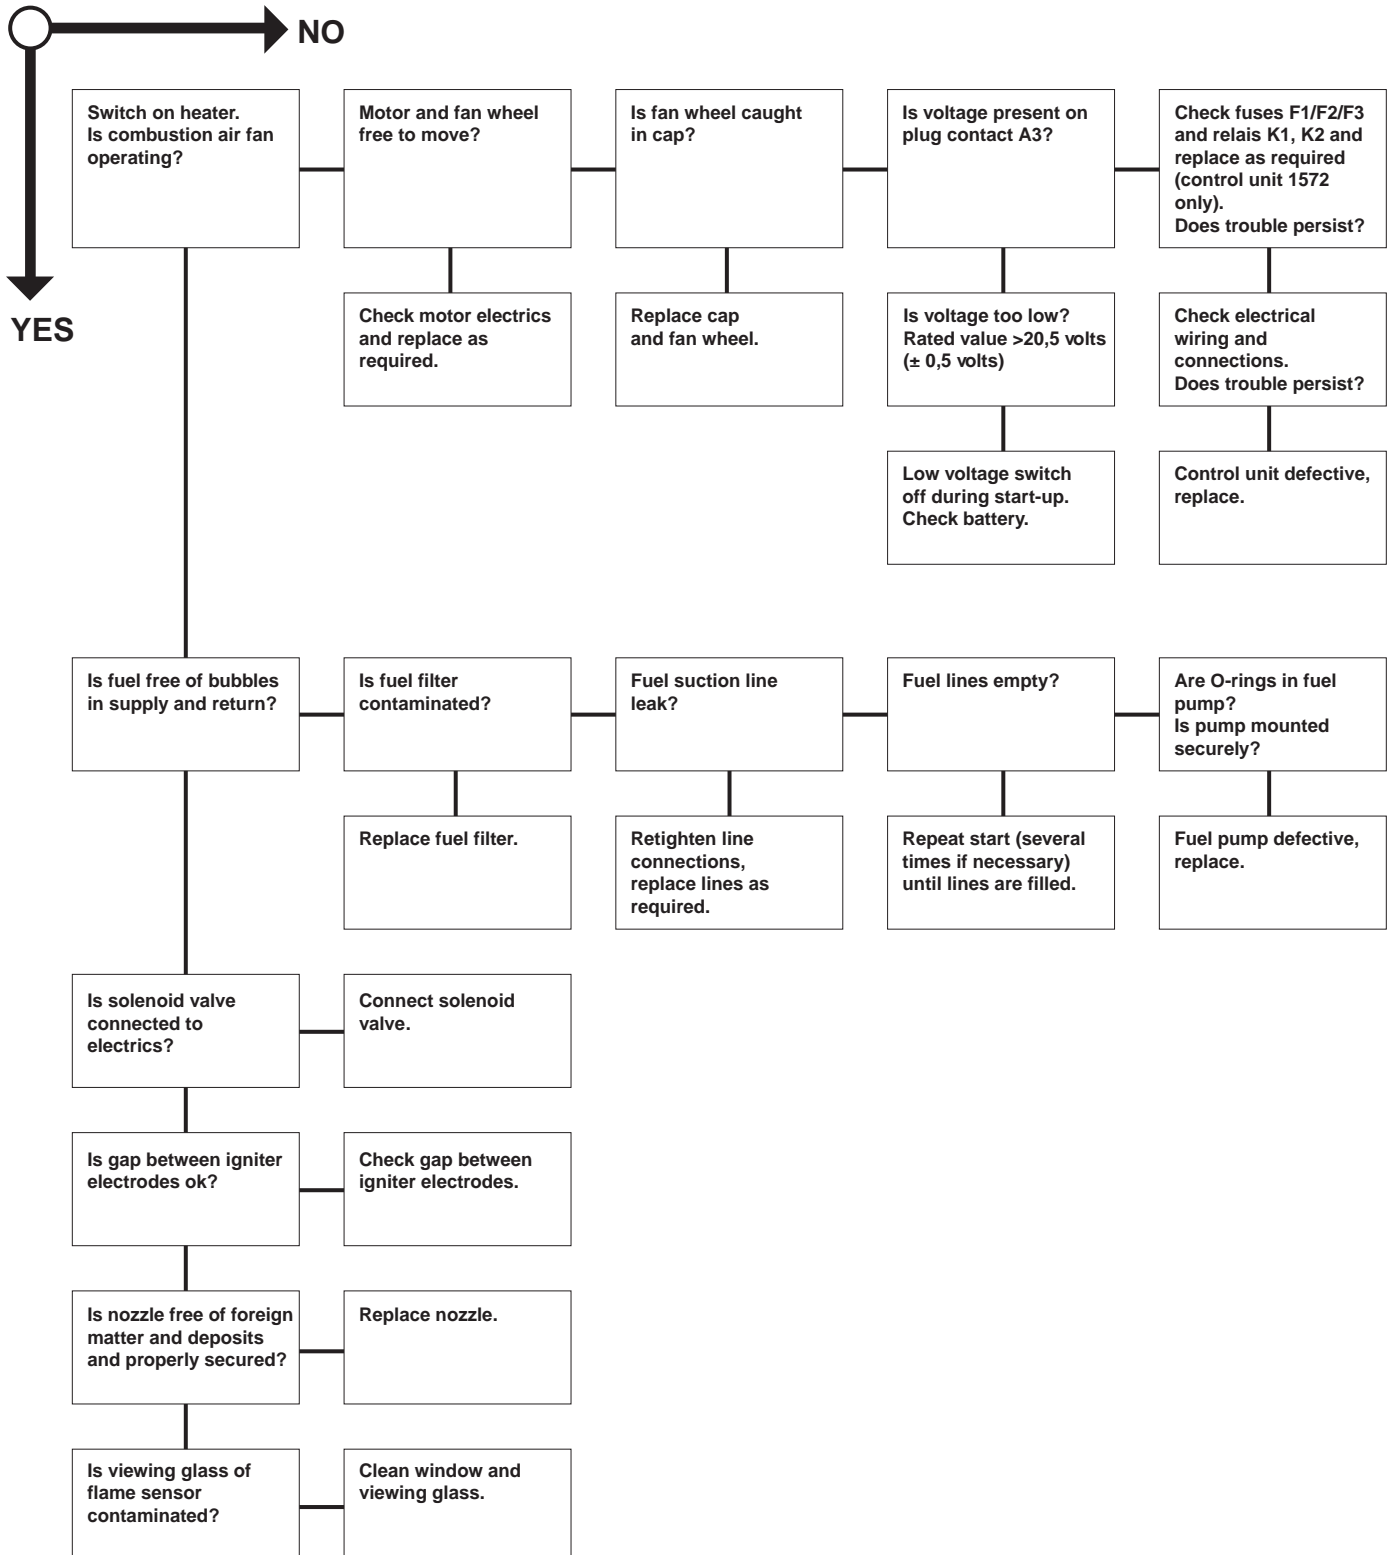 NO
YES
Switch on heater.
Is combustion air fan
operating?
Motor and fan wheel
free to move?
Is fan wheel caught
in cap?
Is voltage present on
plug contact A3?
Check fuses F1/F2/F3
and relais K1, K2 and
replace as required
(control unit 1572
only).
Does trouble persist?
Check motor electrics
and replace as
required.
Replace cap
and fan wheel.
Is voltage too low?
Rated value >20,5 volts
(± 0,5 volts)
Check electrical
wiring and
connections.
Does trouble persist?
Low voltage switch
off during start-up.
Check battery.
Control unit defective,
replace.
Is fuel free of bubbles
in supply and return?
Is fuel filter
contaminated?
Fuel suction line
leak?
Fuel lines empty?
Are O-rings in fuel
pump?
Is pump mounted
securely?
Replace fuel filter.
Retighten line
connections,
replace lines as
required.
Repeat start (several
times if necessary)
until lines are filled.
Fuel pump defective,
replace.
Is solenoid valve
connected to
electrics?
Connect solenoid
valve.
Is gap between igniter
electrodes ok?
Check gap between
igniter electrodes.
Is nozzle free of foreign
matter and deposits
and properly secured?
Replace nozzle.
Is viewing glass of
flame sensor
contaminated?
Clean window and
viewing glass.